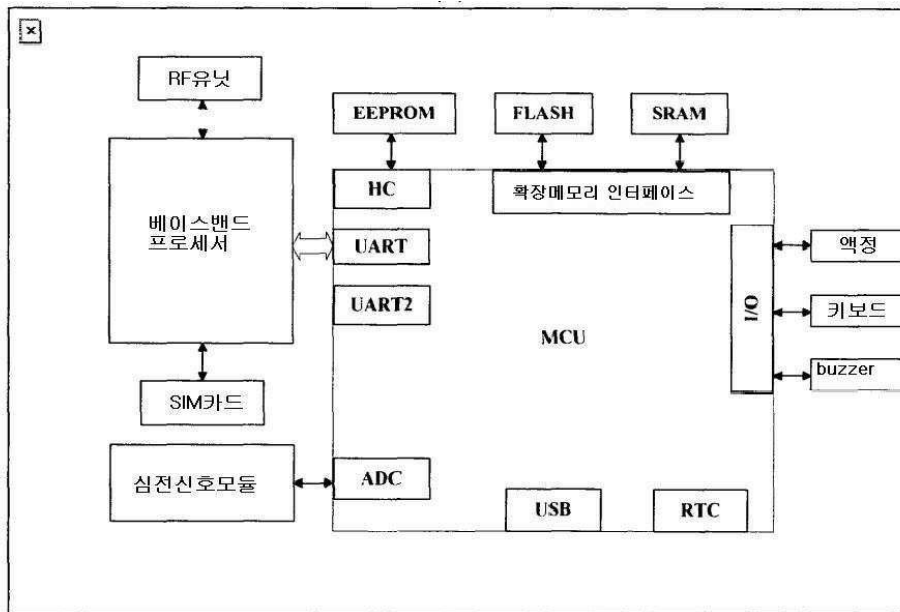 RF유닛
EEPROM
FLASH
SRAM
HC
확장메모리 인터페이스
베이스밴드
프로세서
UART
액정
UART2
I/O
MCU
키보드
buzzer
SIM카드
심전신호모듈
ADC
USB
RTC